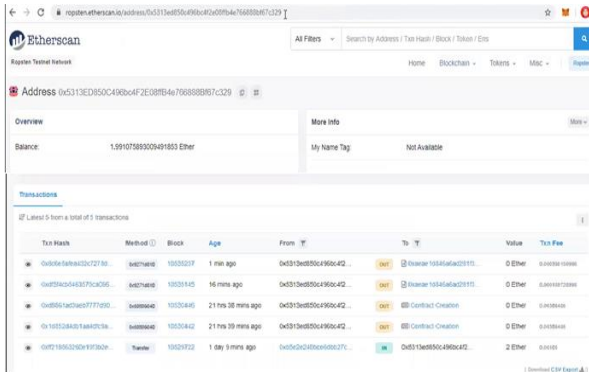 ropsten.etherscan.io/address/0x5313ed850c496bc4f2e08ffb4e766888bf67c329
Etherscan
All Filters
Search by Address / Txn Hash / Block / Token / Ens
Ropsten Testnet Network
Home Blockchain Tokens Misc Ropsten
Address 0x5313ED850C496bc4F2E08ffB4e766888Bf67c329
Overview
More Info
More
Balance:
1.991075893009491853 Ether
My Name Tag:
Not Available
Transactions
Latest 5 from a total of 5 transactions
Txn Hash Method Block Age From To Value Txn Fee
1 min ago 0x5313ed850c496bc4f2... OUT 0 Ether
16 mins ago 0x5313ed850c496bc4f2... OUT 0 Ether
21 hrs 38 mins ago 0x5313ed850c496bc4f2... OUT Contract Creation 0 Ether
21 hrs 39 mins ago 0x5313ed850c496bc4f2... OUT Contract Creation 0 Ether
Transfer 10529722 1 day 9 mins ago IN 0x5313ed850c496bc4f2... 2 Ether
[ Download CSV Export ]